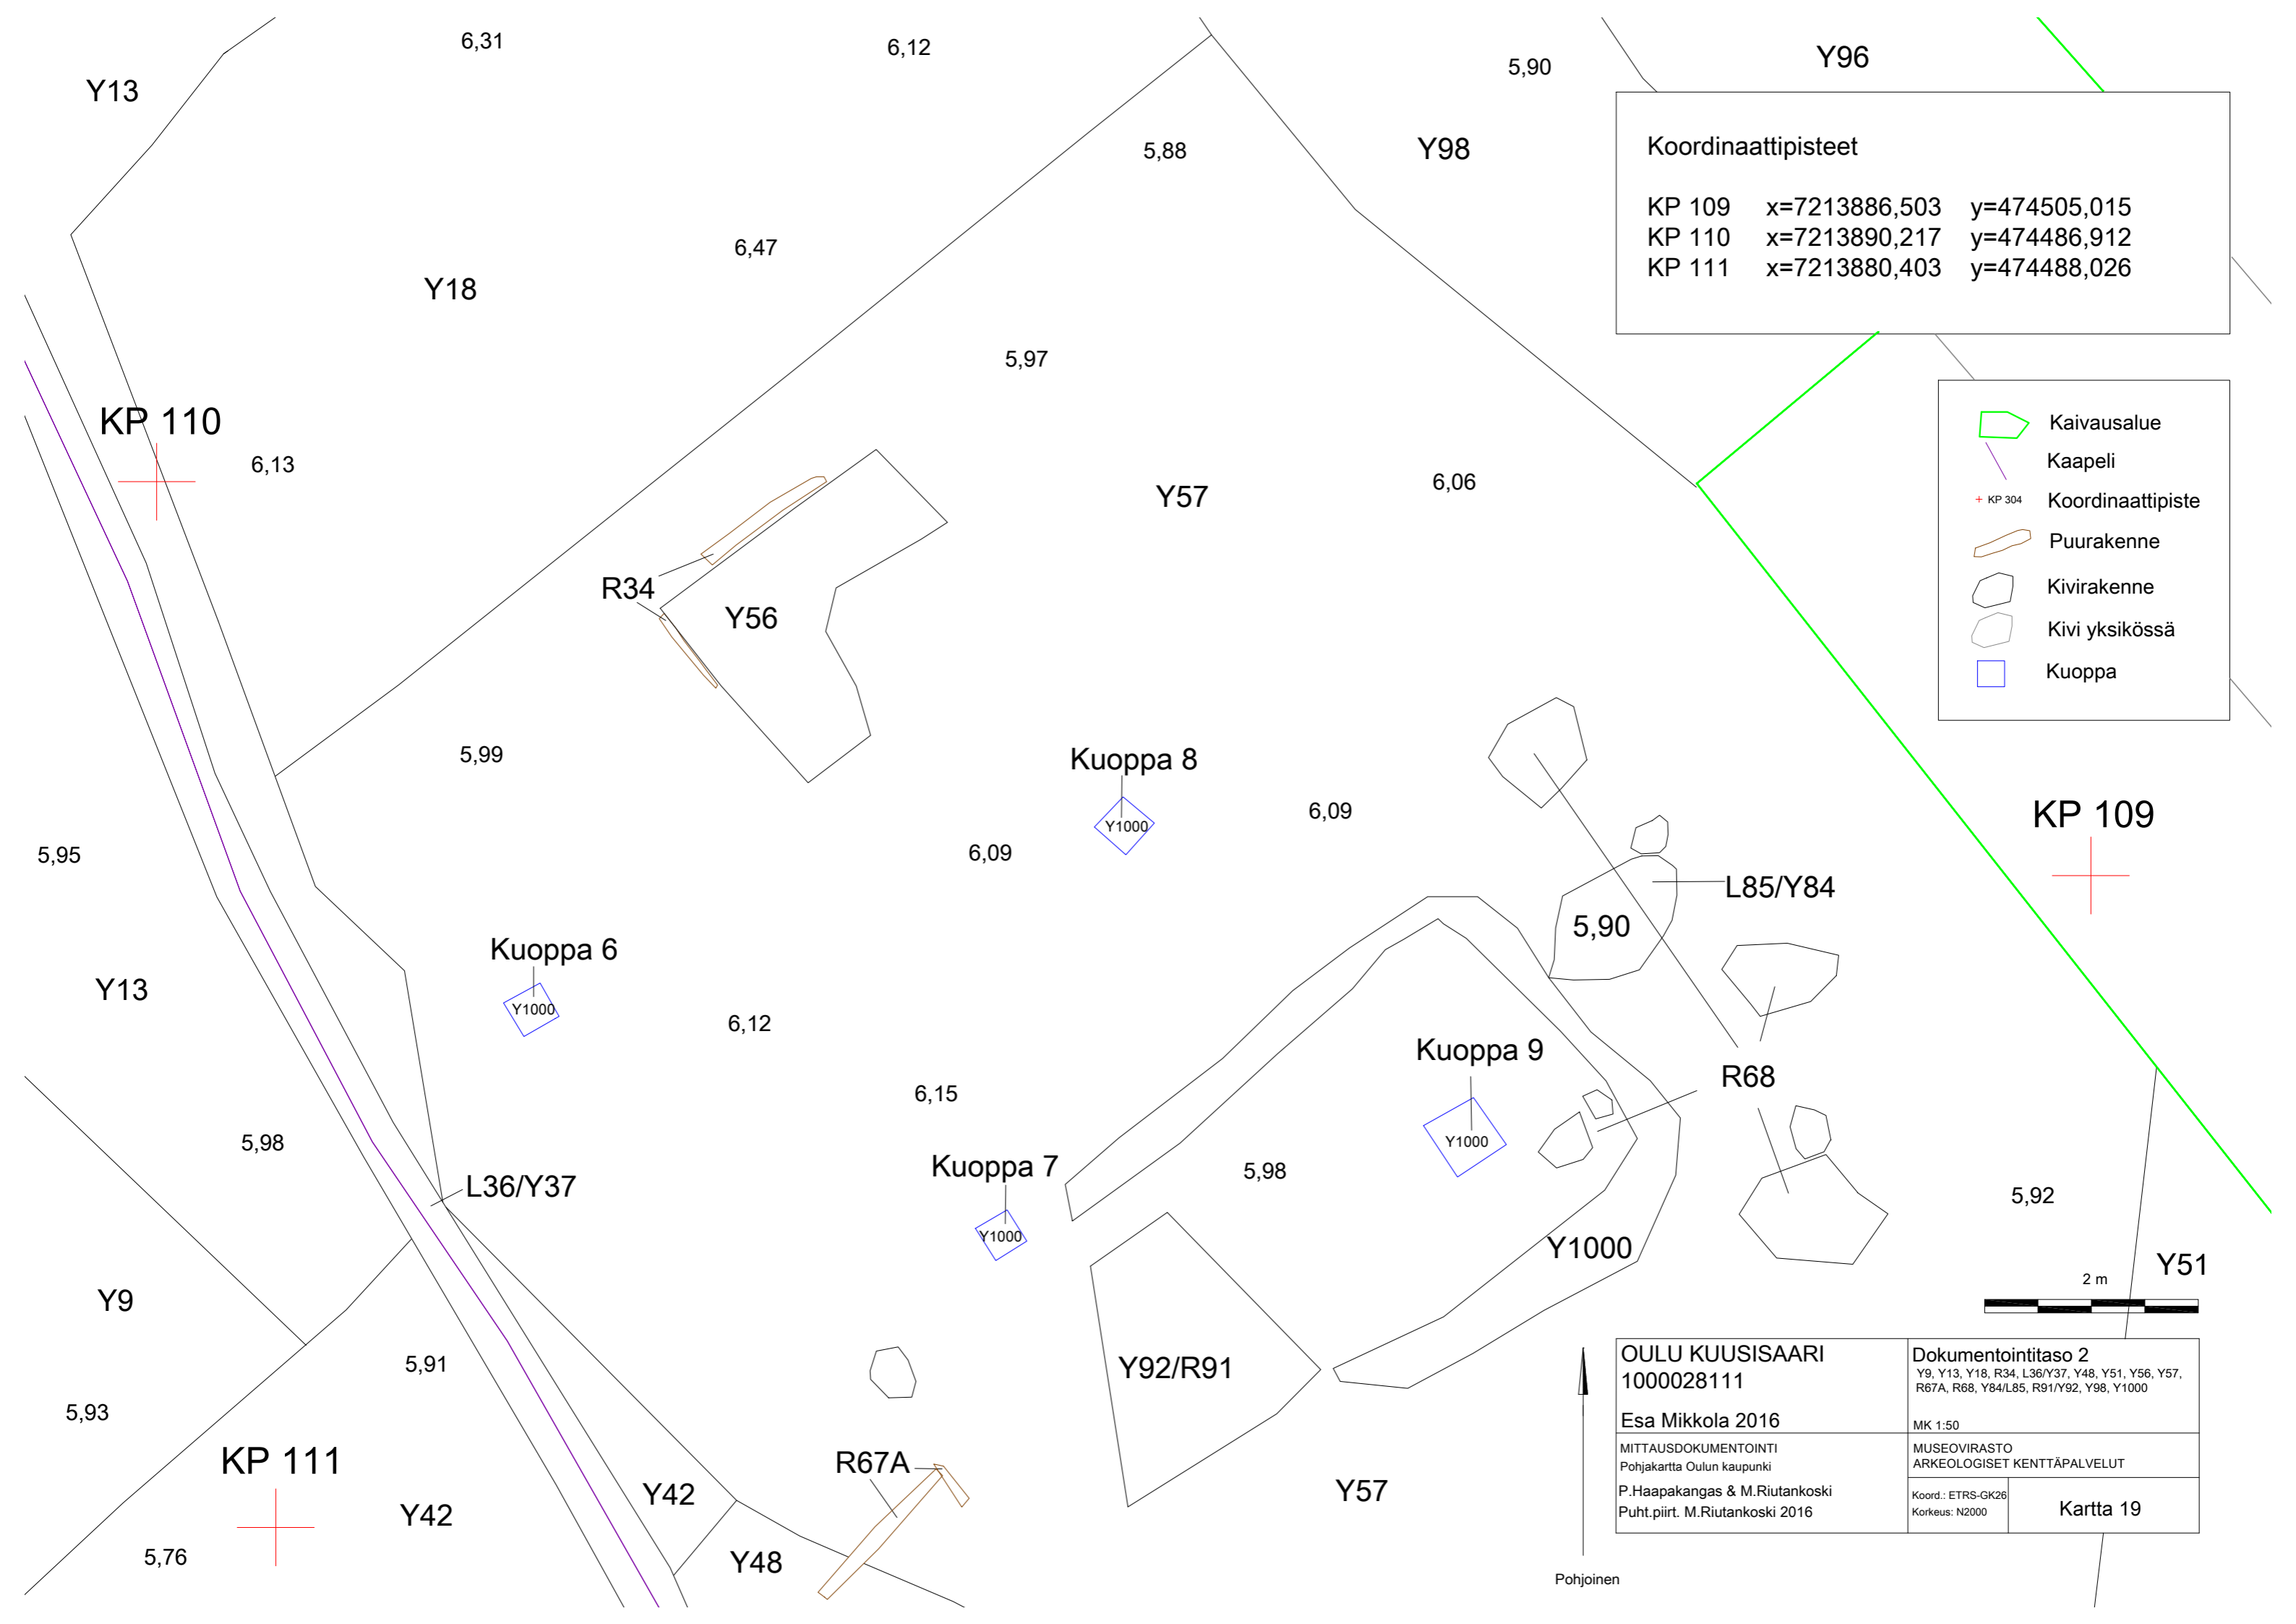 6,31
6,12
5,90
Y96
Y13
5,88
Y98
Koordinaattipisteet
KP 109 x=7213886,503 y=474505,015
KP 110 x=7213890,217 y=474486,912
KP 111 x=7213880,403 y=474488,026
6,47
Y18
5,97
KP 110
6,13
Y57
6,06
Kaivausalue
Kaapeli
KP 304 Koordinaattipiste
Puurakenne
Kivirakenne
Kivi yksikössä
Kuoppa
R34
Y56
5,99
Kuoppa 8
Y1000
6,09
6,09
KP 109
5,95
L85/Y84
5,90
Kuoppa 6
Y1000
Y13
6,12
Kuoppa 9
Y1000
R68
6,15
5,98
Kuoppa 7
Y1000
5,98
L36/Y37
5,92
Y1000
Y51
2 m
Y9
5,91
Y92/R91
5,93
KP 111
R67A
Y42
Y42
Y57
5,76
Y48
Pohjoinen
OULU KUUSISAARI
1000028111
Esa Mikkola 2016
MITTAUSDOKUMENTOINTI
Pohjakartta Oulun kaupunki
P.Haapakangas & M.Riutankoski
Puht.piirt. M.Riutankoski 2016
Dokumentointitaso 2
Y9, Y13, Y18, R34, L36/Y37, Y48, Y51, Y56, Y57,
R67A, R68, Y84/L85, R91/Y92, Y98, Y1000
MK 1:50
MUSEOVIRASTO
ARKEOLOGISET KENTTÄPALVELUT
Koord.: ETRS-GK26
Korkeus: N2000
Kartta 19